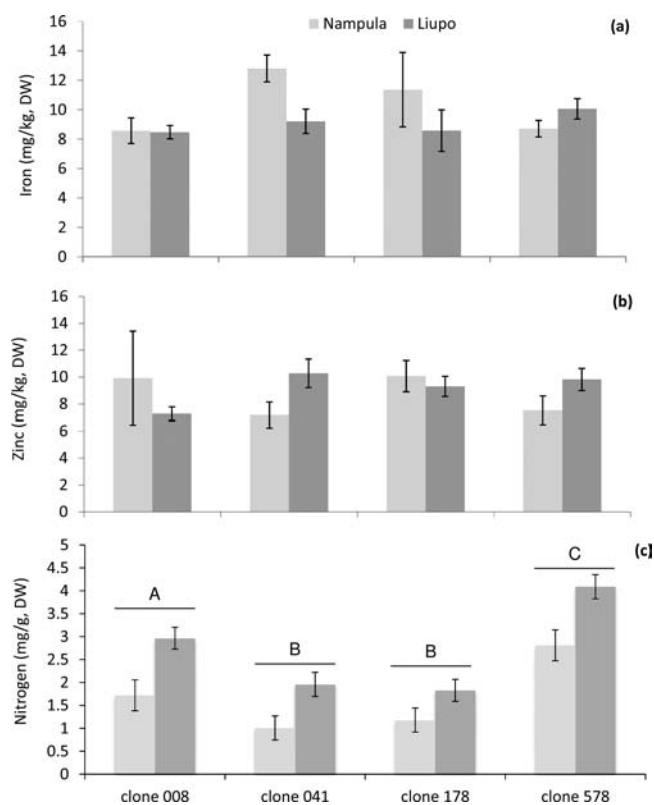 Nampula Liupo
(a)
Iron (mg/kg, DW)
16
14
12
10
8
6
4
2
0
(b)
Zinc (mg/kg, DW)
16
14
12
10
8
6
4
2
0
(c)
Nitrogen (mg/g, DW)
5
4.5
4
3.5
3
2.5
2
1.5
1
0.5
0
A
B
B
C
clone 008 clone 041 clone 178 clone 578